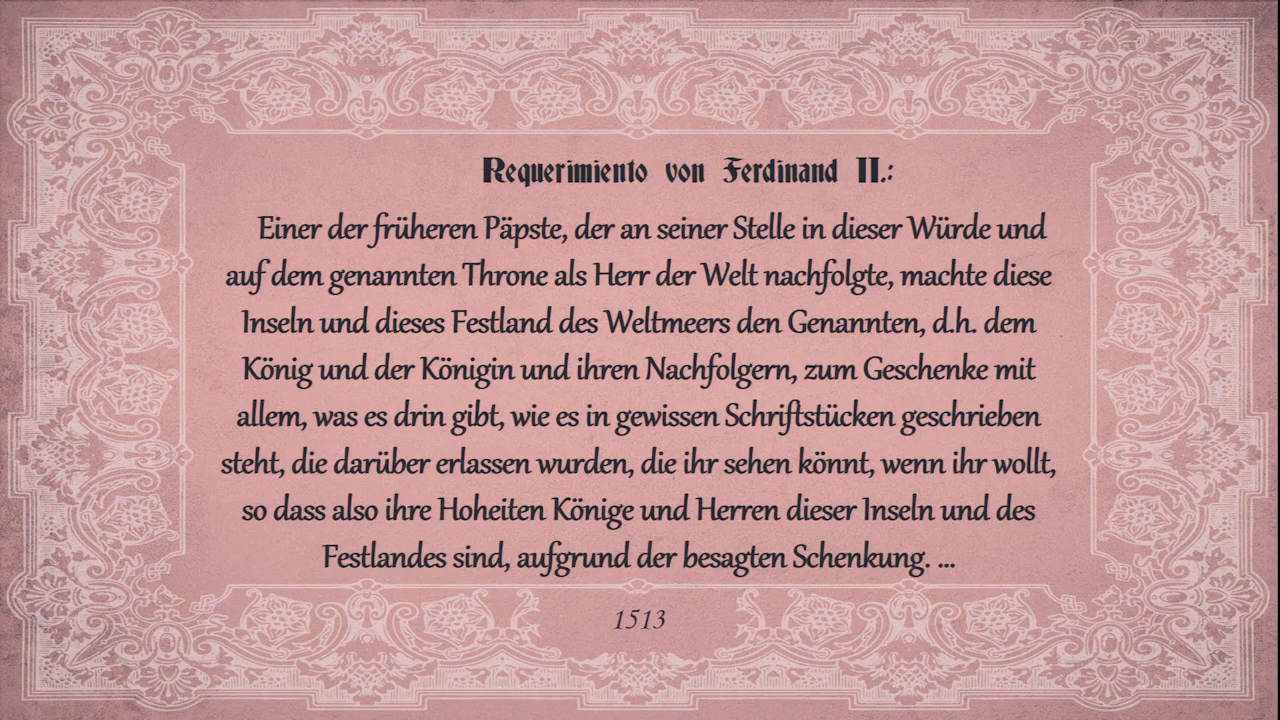 Requerimiento von Ferdinand II.:
Einer der früheren Päpste, der an seiner Stelle in dieser Würde und
auf dem genannten Throne als Herr der Welt nachfolgte, machte diese
Inseln und dieses Festland des Weltmeers den Genannten, d.h. dem
König und der Königin und ihren Nachfolgern, zum Geschenke mit
allem, was es drin gibt, wie es in gewissen Schriftstücken geschrieben
steht, die darüber erlassen wurden, die ihr sehen könnt, wenn ihr wollt,
so dass also ihre Hoheiten Könige und Herren dieser Inseln und des
Festlandes sind, aufgrund der besagten Schenkung. ...
1513